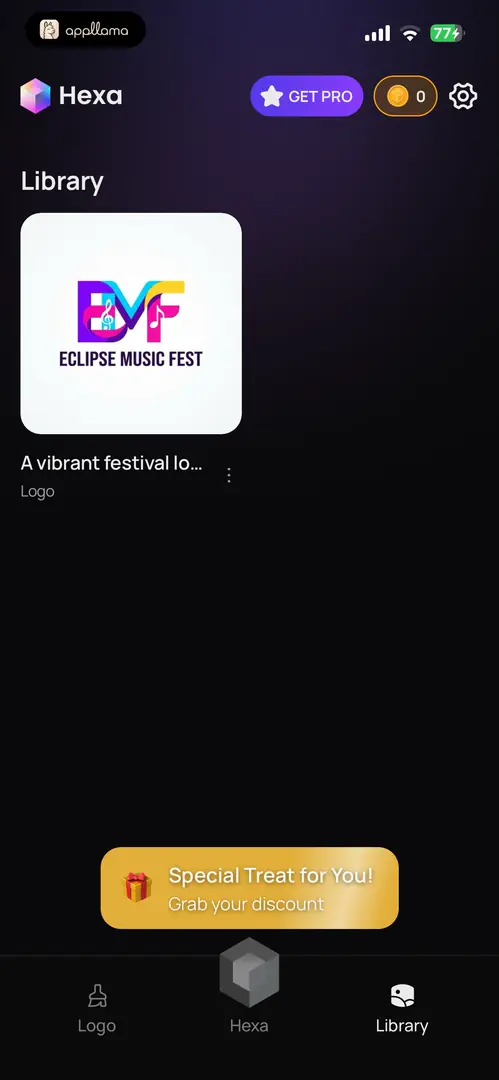 appllama
77
Hexa
GET PRO
0
Library
EMF
ECLIPSE MUSIC FEST
A vibrant festival lo...
Logo
Special Treat for You!
Grab your discount
Logo
Hexa
Library